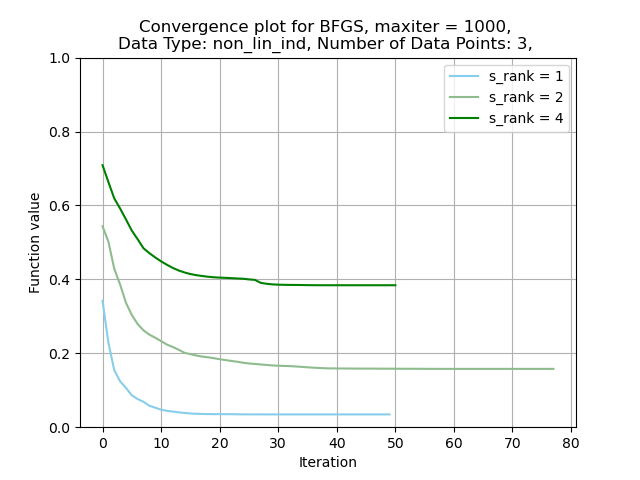 Convergence plot for BFGS, maxiter = 1000,
Data Type: non_lin_ind, Number of Data Points: 3,
s_rank = 1
s_rank = 2
s_rank = 4
Function value
1.0
0.8
0.6
0.4
0.2
0.0
0 10 20 30 40 50 60 70 80
Iteration